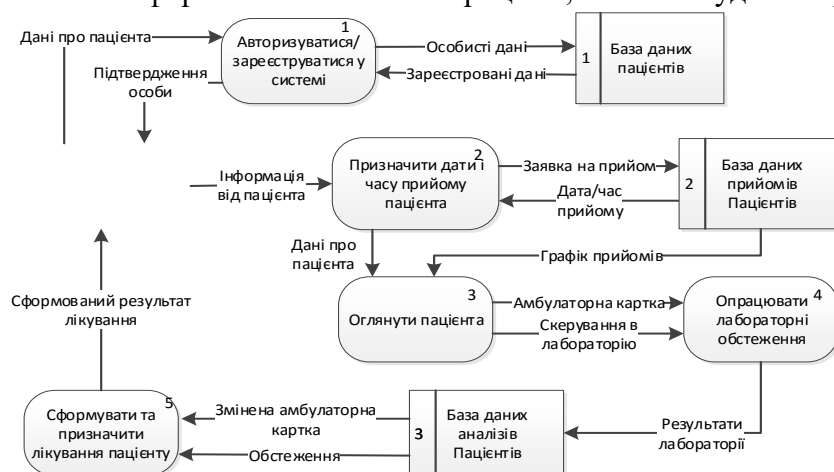 Дані про пацієнта
1
Авторизуватися/
зареєструватися у
системі
Особисті дані
Зареєстровані дані
1
База даних
пацієнтів
Підтвердження
особи
Інформація
від пацієнта
2
Призначити дати і
часу прийому
пацієнта
Заявка на прийом
Дата/час
прийому
2
База даних
прийомів
Пацієнтів
Дані про
пацієнта
Графік прийомів
3
Оглянути пацієнта
Амбулаторна картка
Скерування в
лабораторію
4
Опрацювати
лабораторні
обстеження
Сформований результат
лікування
5
Сформувати та
призначити
лікування пацієнту
Змінена амбулаторна
картка
Обстеження
3
База даних
аналізів
Пацієнтів
Результати
лабораторії